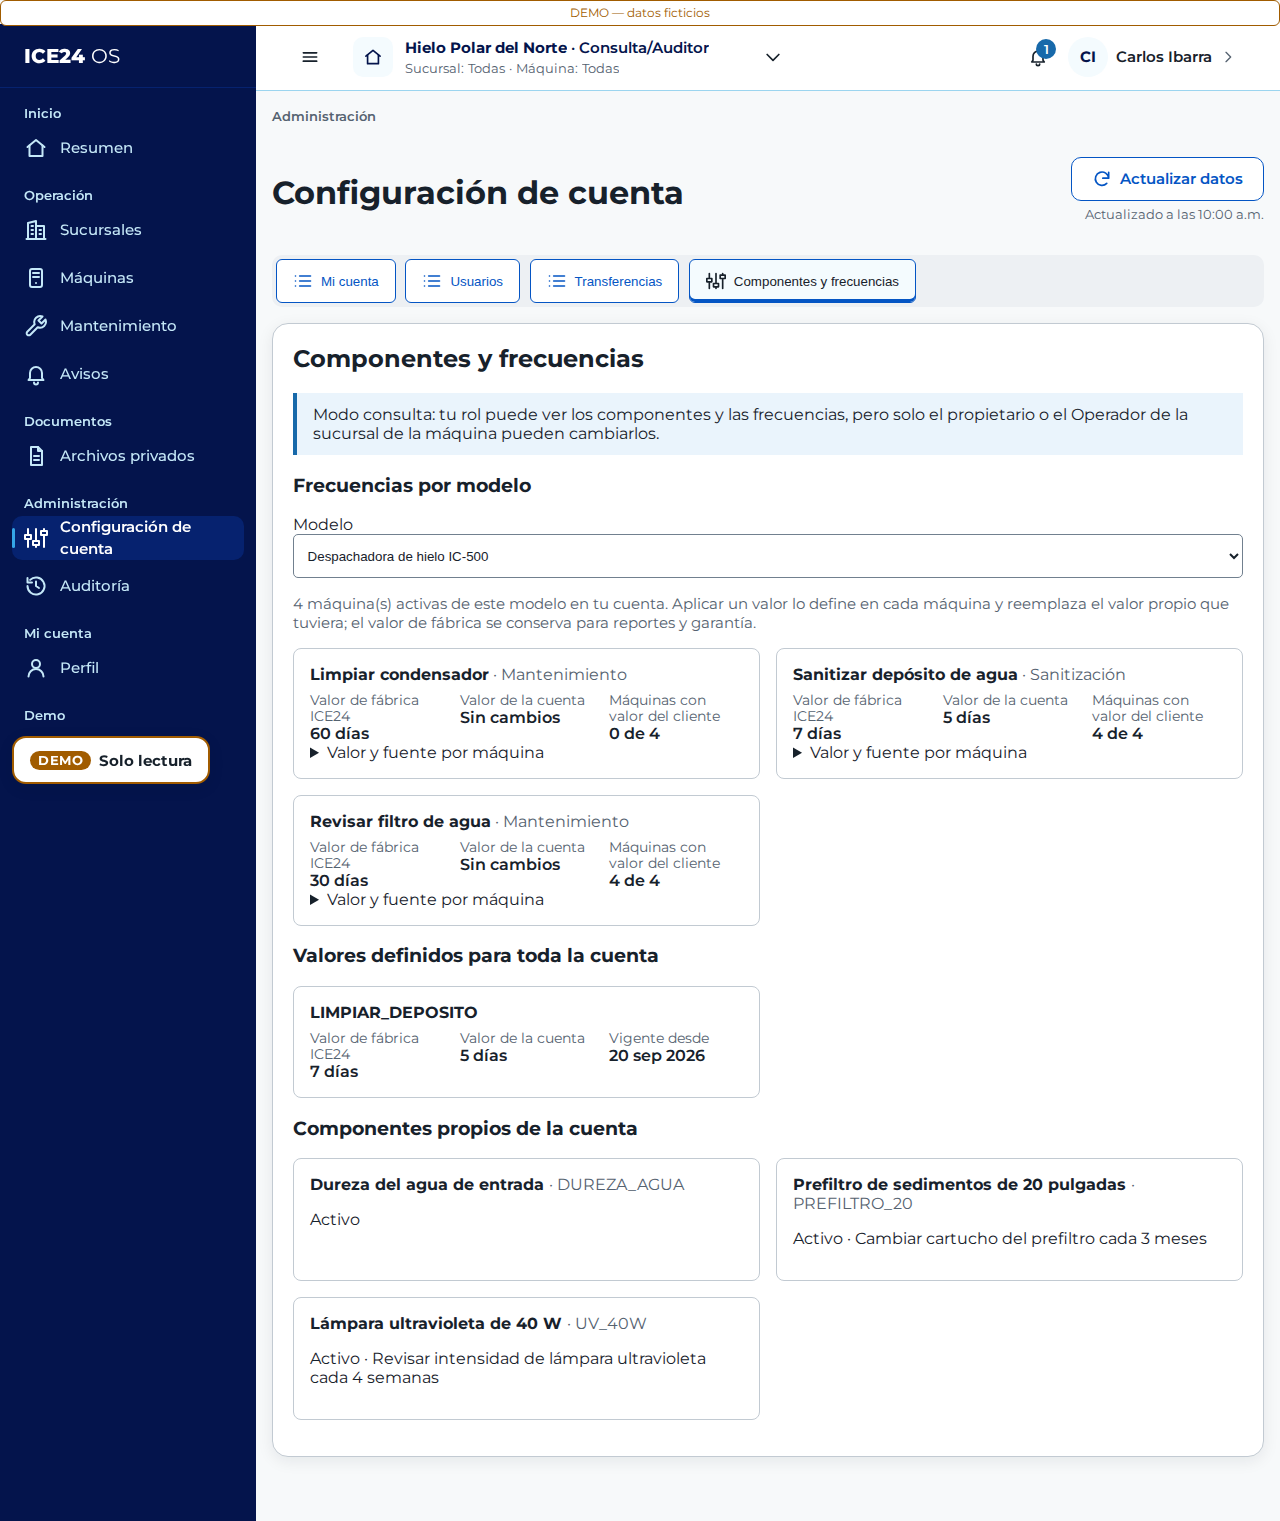 DEMO — datos ficticios
ICE24 OS
Inicio
Resumen
Operación
Sucursales
Máquinas
Mantenimiento
Avisos
Documentos
Archivos privados
Administración
Configuración de
cuenta
Auditoría
Mi cuenta
Perfil
Demo
DEMO Solo lectura
Hielo Polar del Norte · Consulta/Auditor
Sucursal: Todas · Máquina: Todas
1
CI Carlos Ibarra
Administración
Configuración de cuenta
Actualizar datos
Actualizado a las 10:00 a.m.
Mi cuenta
Usuarios
Transferencias
Componentes y frecuencias
Componentes y frecuencias
Modo consulta: tu rol puede ver los componentes y las frecuencias, pero solo el propietario o el Operador de la
sucursal de la máquina pueden cambiarlos.
Frecuencias por modelo
Modelo
Despachadora de hielo IC-500
4 máquina(s) activas de este modelo en tu cuenta. Aplicar un valor lo define en cada máquina y reemplaza el valor propio que
tuviera; el valor de fábrica se conserva para reportes y garantía.
Limpiar condensador · Mantenimiento
Valor de fábrica
ICE24
60 días
Valor de la cuenta
Sin cambios
Máquinas con
valor del cliente
0 de 4
Valor y fuente por máquina
Sanitizar depósito de agua · Sanitización
Valor de fábrica
ICE24
7 días
Valor de la cuenta
5 días
Máquinas con
valor del cliente
4 de 4
Valor y fuente por máquina
Revisar filtro de agua · Mantenimiento
Valor de fábrica
ICE24
30 días
Valor de la cuenta
Sin cambios
Máquinas con
valor del cliente
4 de 4
Valor y fuente por máquina
Valores definidos para toda la cuenta
LIMPIAR_DEPOSITO
Valor de fábrica
ICE24
7 días
Valor de la cuenta
5 días
Vigente desde
20 sep 2026
Componentes propios de la cuenta
Dureza del agua de entrada · DUREZA_AGUA
Activo
Prefiltro de sedimentos de 20 pulgadas ·
PREFILTRO_20
Activo · Cambiar cartucho del prefiltro cada 3 meses
Lámpara ultravioleta de 40 W · UV_40W
Activo · Revisar intensidad de lámpara ultravioleta
cada 4 semanas